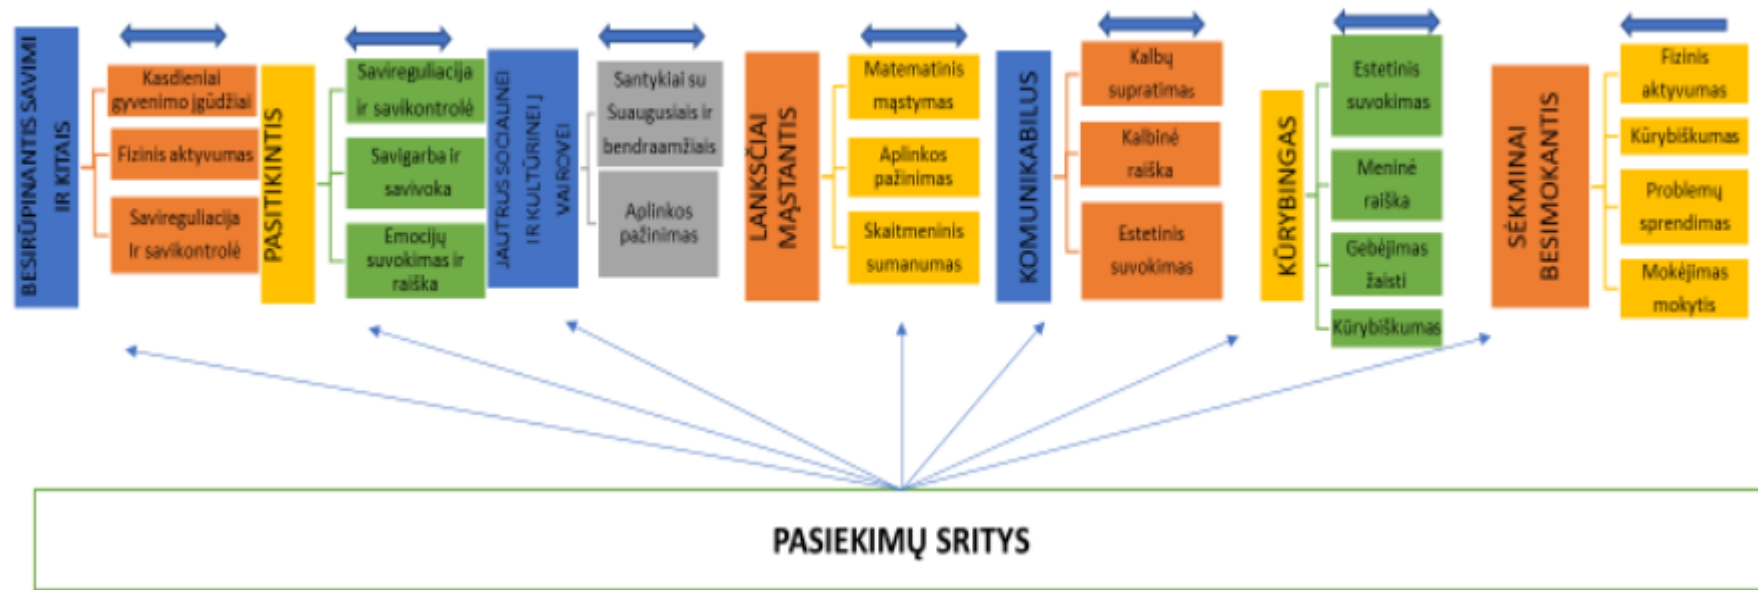 BESIRŪPINANTIS SAVIMI
IR KITAIS
Kasdieniai
gyvenimo įgūdžiai
Fizinis aktyvumas
Savireguliacija
Ir savikontrolė
PASITIKINTIS
Savireguliacija
ir savikontrolė
Savigarba ir
savivoka
Emocijų
suvokimas ir
raiška
JAUTRUS SOCIALINEI
IR KULTŪRINEI Į
VAIROVEI
Santykiai su
Suaugusiais ir
bendraamžiais
Aplinkos
pažinimas
LANKSČIAI
MĄSTANTIS
Matematinis
mąstymas
Aplinkos
pažinimas
Skaitmeninis
sumanumas
KOMUNIKABILUS
Kalbų
supratimas
Kalbinė
raiška
Estetinis
suvokimas
KŪRYBINGAS
Estetinis
suvokimas
Meninė
raiška
Gebėjimas
žaisti
Kūrybiškumas
SĖKMINAI
BESIMOKANTIS
Fizinis
aktyvumas
Kūrybiškumas
Problemų
sprendimas
Mokėjimas
mokytis
PASIEKIMŲ SRITYS